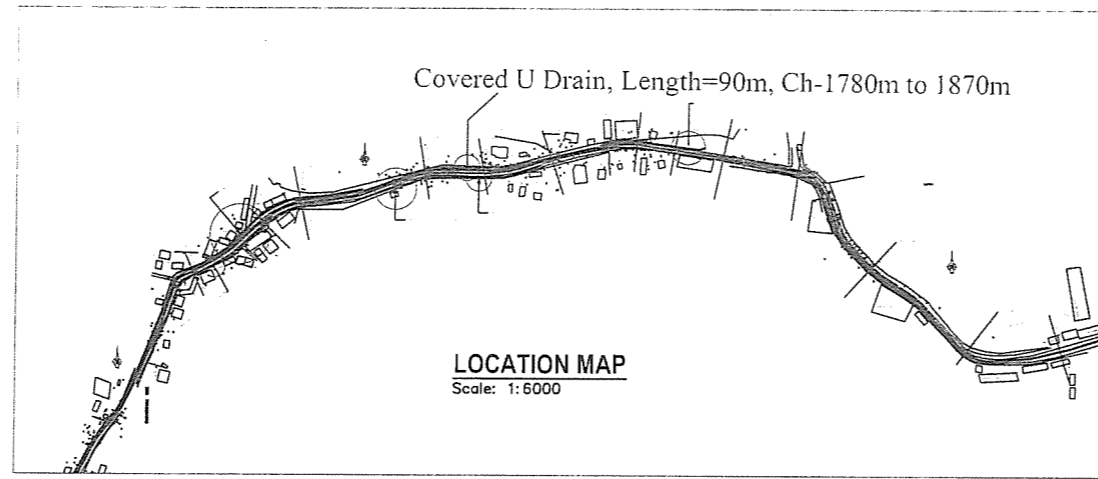 Covered U Drain, Length=90m, Ch-1780m to 1870m
LOCATION MAP
Scale: 1:6000